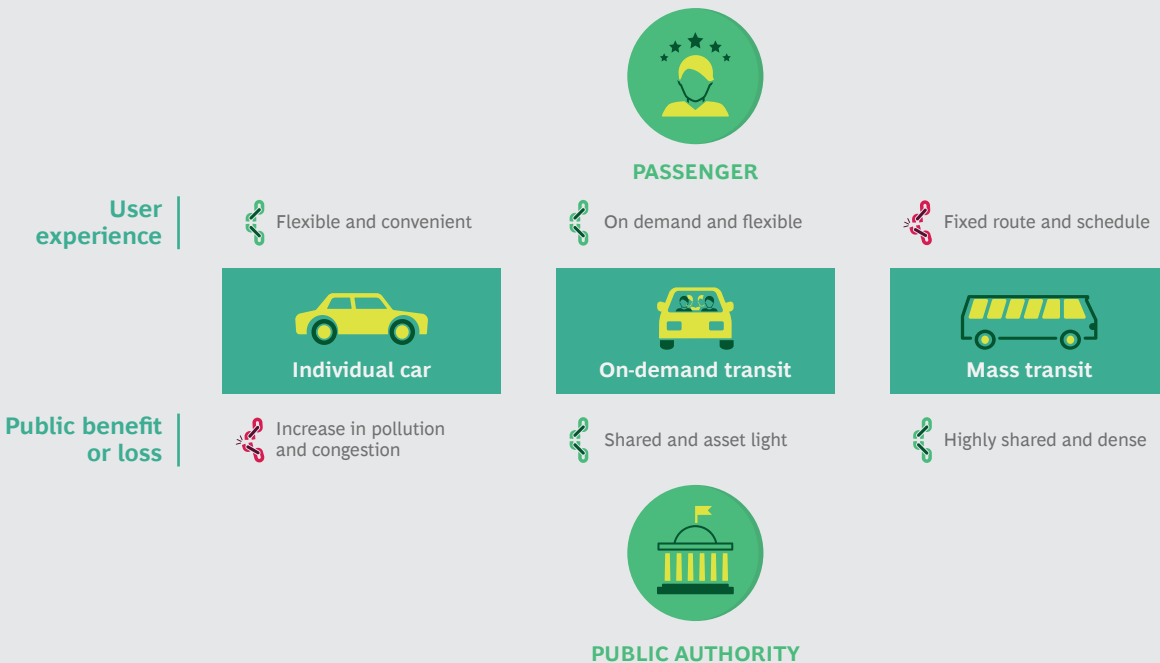 PASSENGER
User
experience
Flexible and convenient
On demand and flexible
Fixed route and schedule
Individual car
On-demand transit
Mass transit
Public benefit
or loss
Increase in pollution
and congestion
Shared and asset light
Highly shared and dense
PUBLIC AUTHORITY